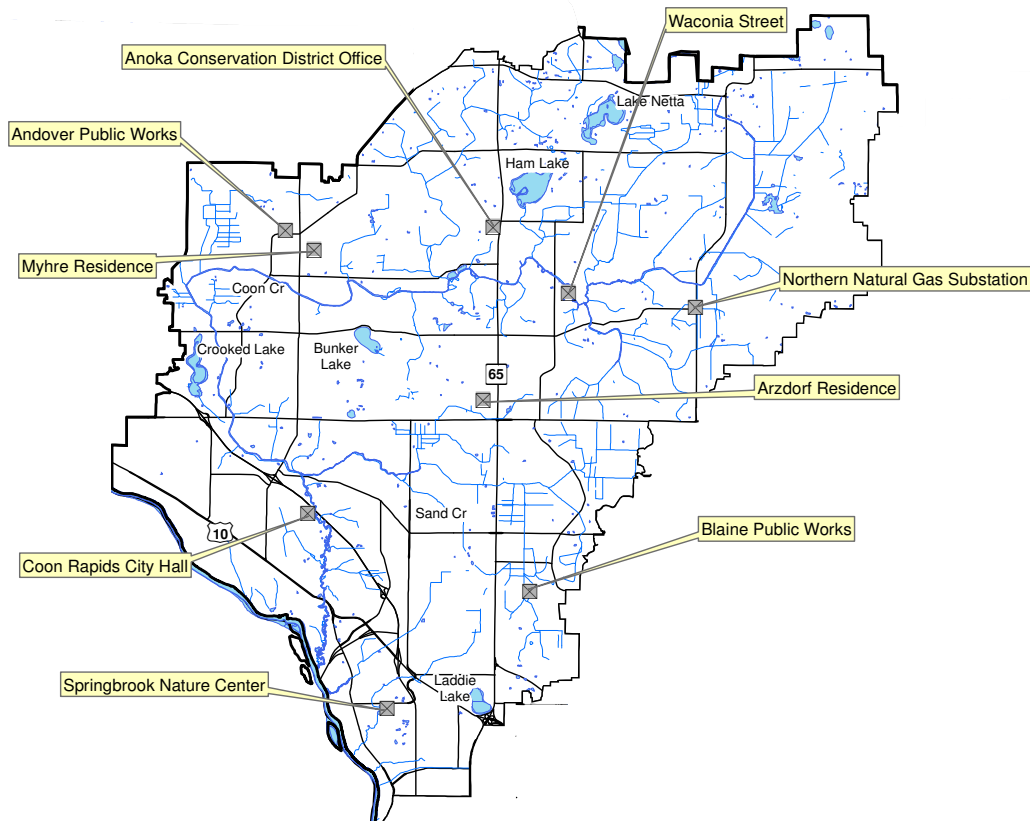 Waconia Street
Anoka Conservation District Office
Lake Netta
Andover Public Works
Ham Lake
Myhre Residence
Northern Natural Gas Substation
Coon Cr
Crooked Lake
Bunker
Lake
65
Arzdorf Residence
Sand Cr
10
Blaine Public Works
Coon Rapids City Hall
Springbrook Nature Center
Laddie
Lake